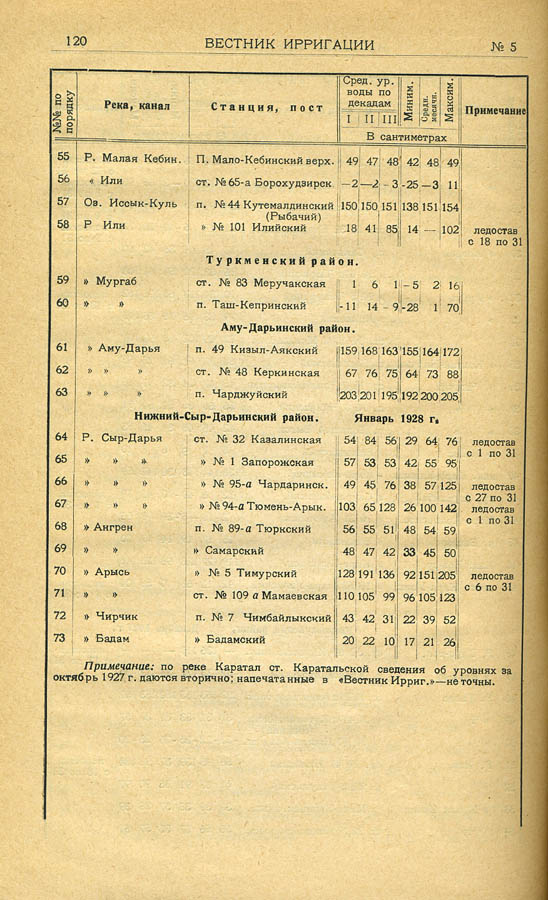 120 ВЕСТНИК ИРРИГАЦИИ № 5
№№ по порядку Река, канал Станция, пост Сред. ур. воды по декадам Миним. Средн. месячн. Максим. Примечание
I II III
В сантиметрах
55 Р. Малая Кебин. П. Мало-Кебинский верх. 49 47 48 42 48 49
56 « Или ст. № 65-а Борохудзирск —2 —2 - 3 -25 —3 11
57 Оз. Иссык-Куль п. № 44 Кутемалдинский 150 150 151 138 151 154
(Рыбачий)
58 Р Или » № 101 Илийский 18 41 85 14 — 102 ледостав
с 18 по 31
Туркменский район.
59 » Мургаб ст. № 83 Меручакская 1 6 1 -5 2 16
60 » » п. Таш-Кепринский -11 14 - 9 -28 1 70
Аму-Дарьинский район.
61 » Аму-Дарья п. 49 Кизыл-Аякский 159 168 163 155 164 172
62 » » » ст. № 48 Керкинская 67 76 75 64 73 88
63 » » » п. Чарджуйский 203 201 195 192 200 205
Нижний-Сыр-Дарьинский район. Январь 1928 г.
64 Р. Сыр-Дарья ст. № 32 Казалинская 54 84 56 29 64 76 ледостав
с 1 по 31
65 » » » » № 1 Запорожская 57 53 53 42 55 95
66 » » » » № 95-а Чардаринск. 49 45 76 38 57 125 ледостав
с 27 по 31
67 » » » » № 94-а Тюмень-Арык. 103 65 128 26 100 142 ледостав
с 1 по 31
68 » Ангрен п. № 89-а Тюркский 56 55 51 48 54 59
69 » » » Самарский 48 47 42 33 45 50
70 » Арысь » № 5 Тимурский 128 191 136 92 151 205 ледостав
с 6 по 31
71 » » ст. № 109 а Мамаевская 110 105 99 96 105 123
72 » Чирчик п. № 7 Чимбайлыкский 43 42 31 22 39 52
73 » Бадам » Бадамский 20 22 10 17 21 26
Примечание: по реке Каратал ст. Каратальской сведения об уровнях за
октябрь 1927 г. даются вторично; напечатанные в «Вестник Ирриг.»—не точны.